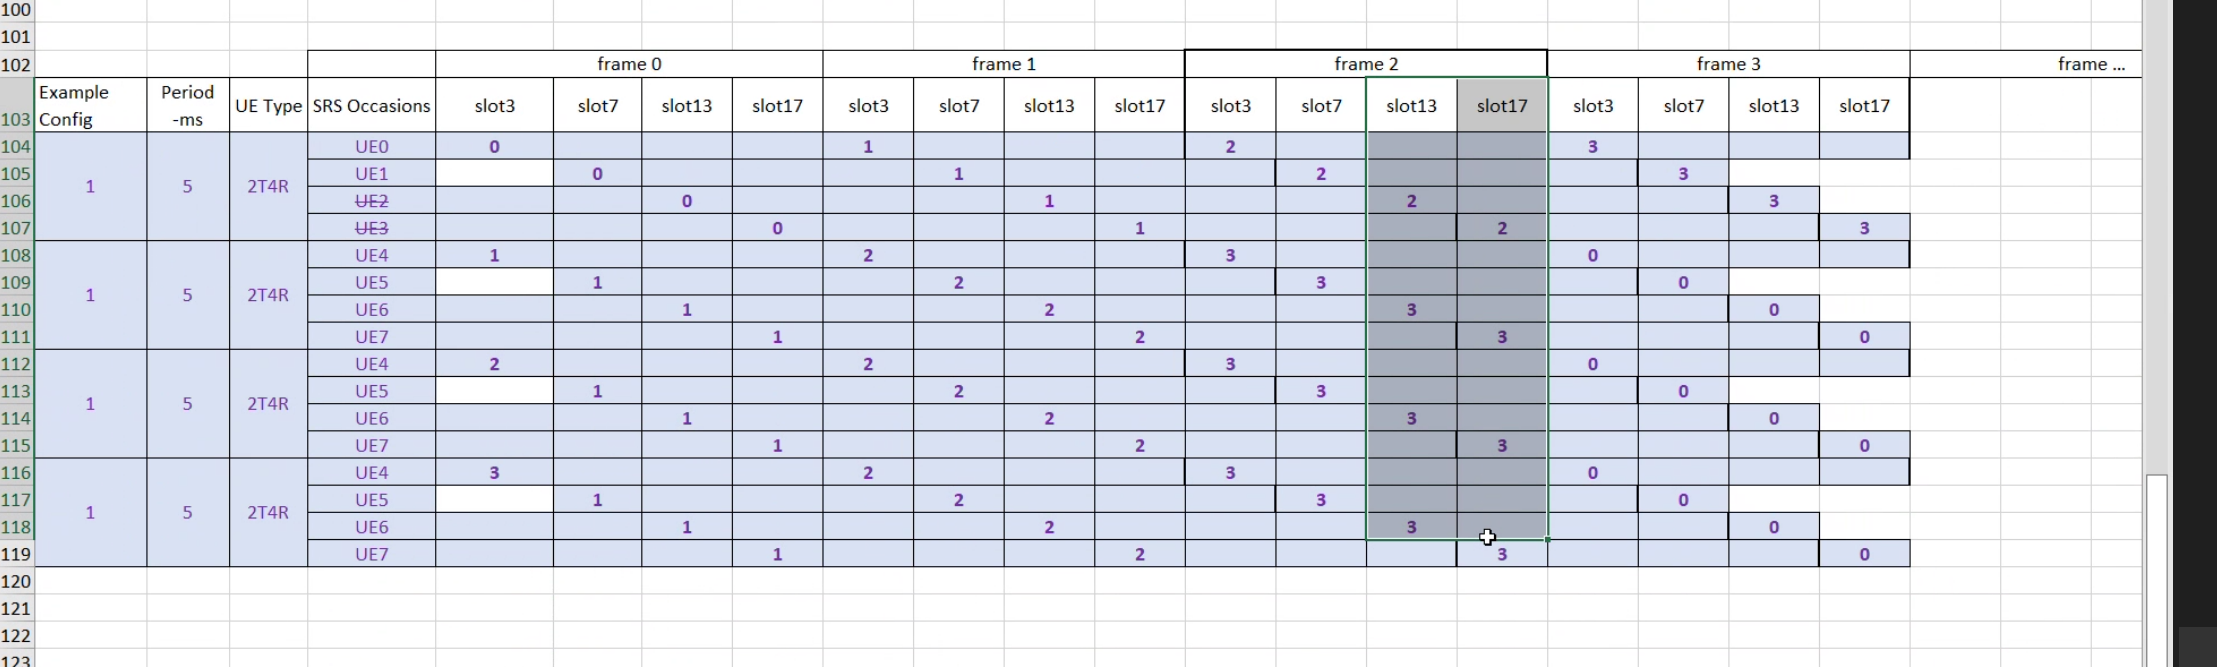 100
101
102 frame 0 frame 1 frame 2 frame 3 frame ...
103 Example Config Period -ms UE Type SRS Occasions slot3 slot7 slot13 slot17 slot3 slot7 slot13 slot17 slot3 slot7 slot13 slot17 slot3 slot7 slot13 slot17
104 UE0 0 1 2 3
105 1 5 2T4R UE1 0 1 2 3
106 UE2 0 1 2 3
107 UE3 0 1 2 3
108 UE4 1 2 3 0
109 1 5 2T4R UE5 1 2 3 0
110 UE6 1 2 3 0
111 UE7 1 2 3 0
112 UE4 2 2 3 0
113 1 5 2T4R UE5 1 2 3 0
114 UE6 1 2 3 0
115 UE7 1 2 3 0
116 UE4 3 2 3 0
117 1 5 2T4R UE5 1 2 3 0
118 UE6 1 2 3 0
119 UE7 1 2 3 0
120
121
122
123